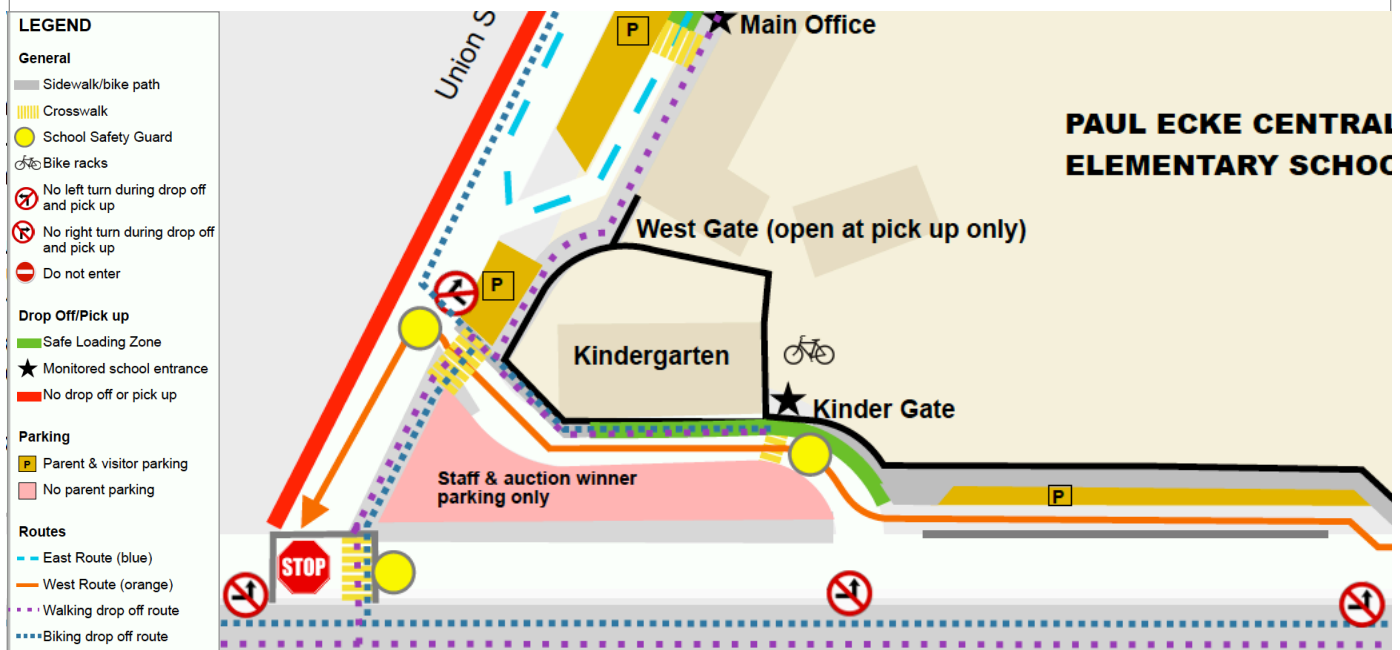 LEGEND
General
Sidewalk/bike path
Crosswalk
School Safety Guard
Bike racks
No left turn during drop off
and pick up
No right turn during drop off
and pick up
Do not enter
Drop Off/Pick up
Safe Loading Zone
Monitored school entrance
No drop off or pick up
Parking
P
Parent & visitor parking
No parent parking
Routes
East Route (blue)
West Route (orange)
Walking drop off route
Biking drop off route
Union S
P
Main Office
PAUL ECKE CENTRAL
ELEMENTARY SCHOO
West Gate (open at pick up only)
P
Kindergarten
Kinder Gate
Staff & auction winner
parking only
P
STOP